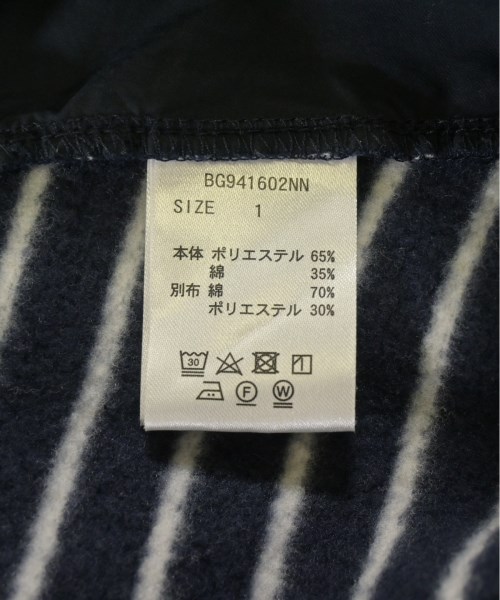 BG941602NN
SIZE 1
本体 ポリエステル 65%
綿 35%
別布 綿 70%
ポリエステル 30%
30
F W